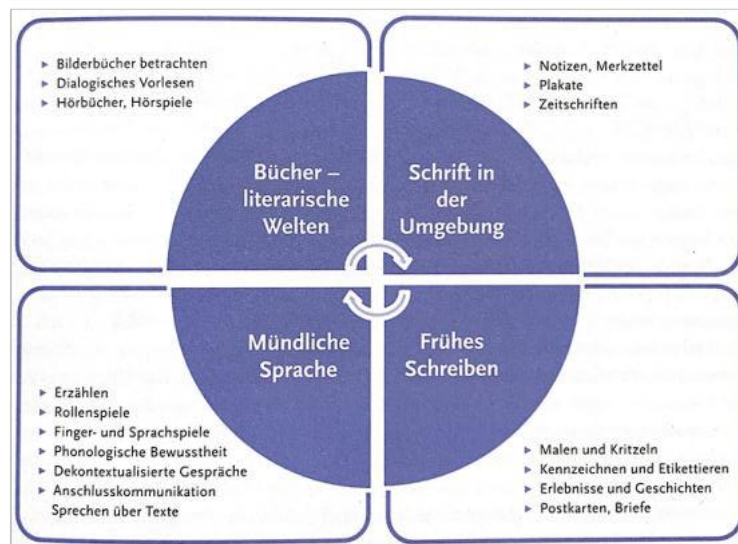 Bilderbücher betrachten
Dialogisches Vorlesen
Hörbücher, Hörspiele
Bücher –
literarische
Welten
Notizen, Merkzettel
Plakate
Zeitschriften
Schrift in
der
Umgebung
Mündliche
Sprache
Erzählen
Rollenspiele
Finger- und Sprachspiele
Phonologische Bewusstheit
Dekontextualisierte Gespräche
Anschlusskommunikation
Sprechen über Texte
Frühes
Schreiben
Malen und Kritzeln
Kennzeichnen und Etikettieren
Erlebnisse und Geschichten
Postkarten, Briefe